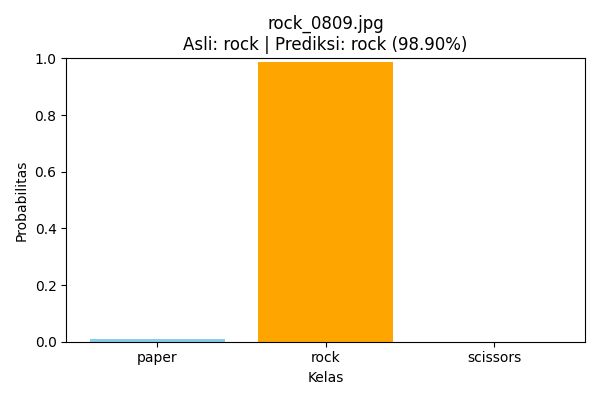 rock_0809.jpg
Asli: rock | Prediksi: rock (98.90%)
1.0
0.8
0.6
0.4
0.2
0.0
Probabilitas
paper
rock
scissors
Kelas